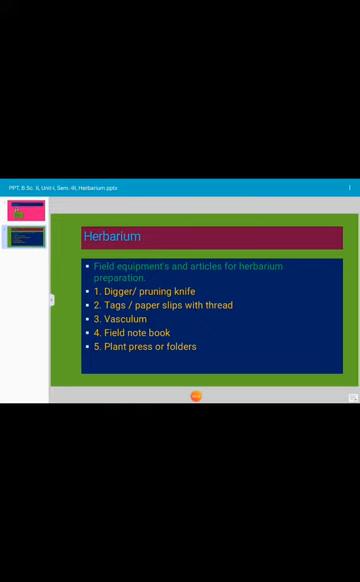 PPT, B.Sc. II, Unit-I, Sem. -III, Herbarium.pptx
Herbarium
Field equipment's and articles for herbarium
preparation.
1. Digger/ pruning knife
2. Tags / paper slips with thread
3. Vasculum
4. Field note book
5. Plant press or folders